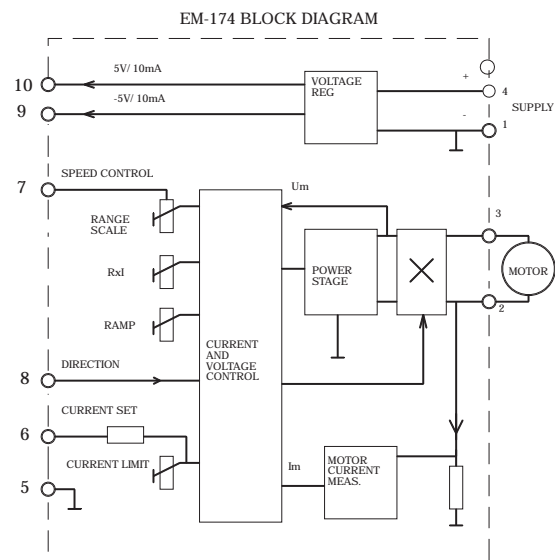 EM-174 BLOCK DIAGRAM
10
5V/ 10mA
9
-5V/ 10mA
VOLTAGE
REG
+
4
SUPPLY
-
1
7
SPEED CONTROL
RANGE
SCALE
Um
3
RxI
POWER
STAGE
MOTOR
2
RAMP
CURRENT
AND
VOLTAGE
CONTROL
8
DIRECTION
6
CURRENT SET
CURRENT LIMIT
Im
MOTOR
CURRENT
MEAS.
5